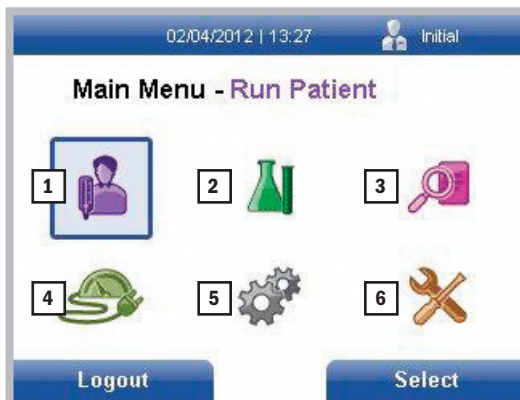 02/04/2012 | 13:27 Initial
Main Menu - Run Patient
1 2 3
4 5 6
Logout Select